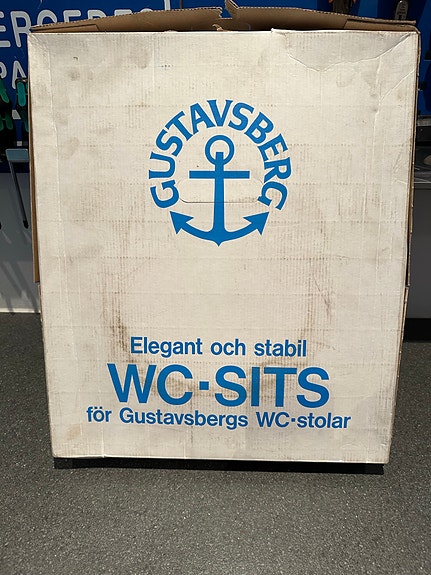 GUSTAVSBERG
Elegant och stabil
WC·SITS
för Gustavsbergs WC·stolar